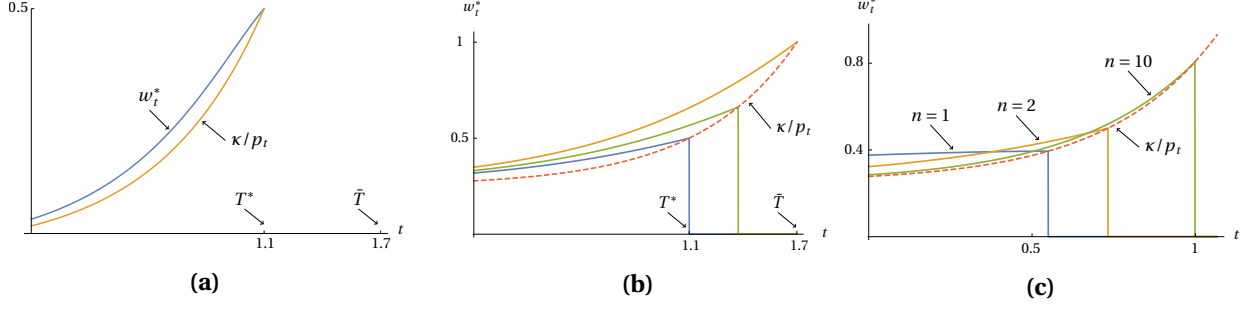 0.5
w*t
κ/pt
T*
T̄
t
1.1
1.7
(a)
w*t
1
0.5
κ/pt
T*
T̄
t
1.1
1.7
(b)
w*t
0.8
0.4
n = 10
n = 2
n = 1
κ/pt
t
0.5
1
(c)